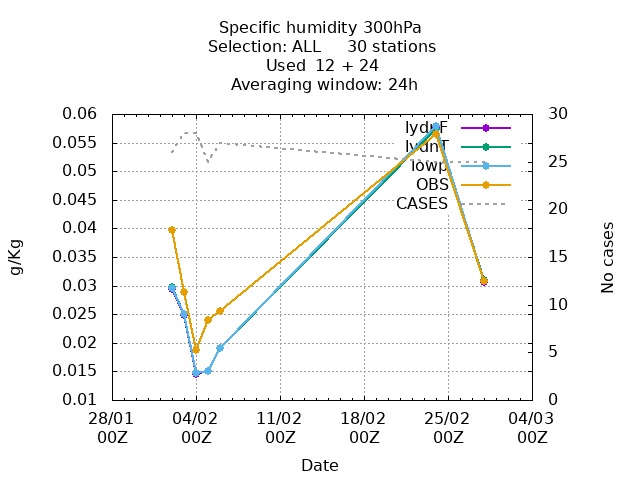 Specific humidity 300hPa
Selection: ALL 30 stations
Used 12 + 24
Averaging window: 24h
0.06
0.055
0.05
0.045
0.04
0.035
0.03
0.025
0.02
0.015
0.01
30
25
20
15
10
5
0
28/01 04/02 11/02 18/02 25/02 04/03
00Z 00Z 00Z 00Z 00Z 00Z
Date
g/Kg
No cases
OBS
CASES